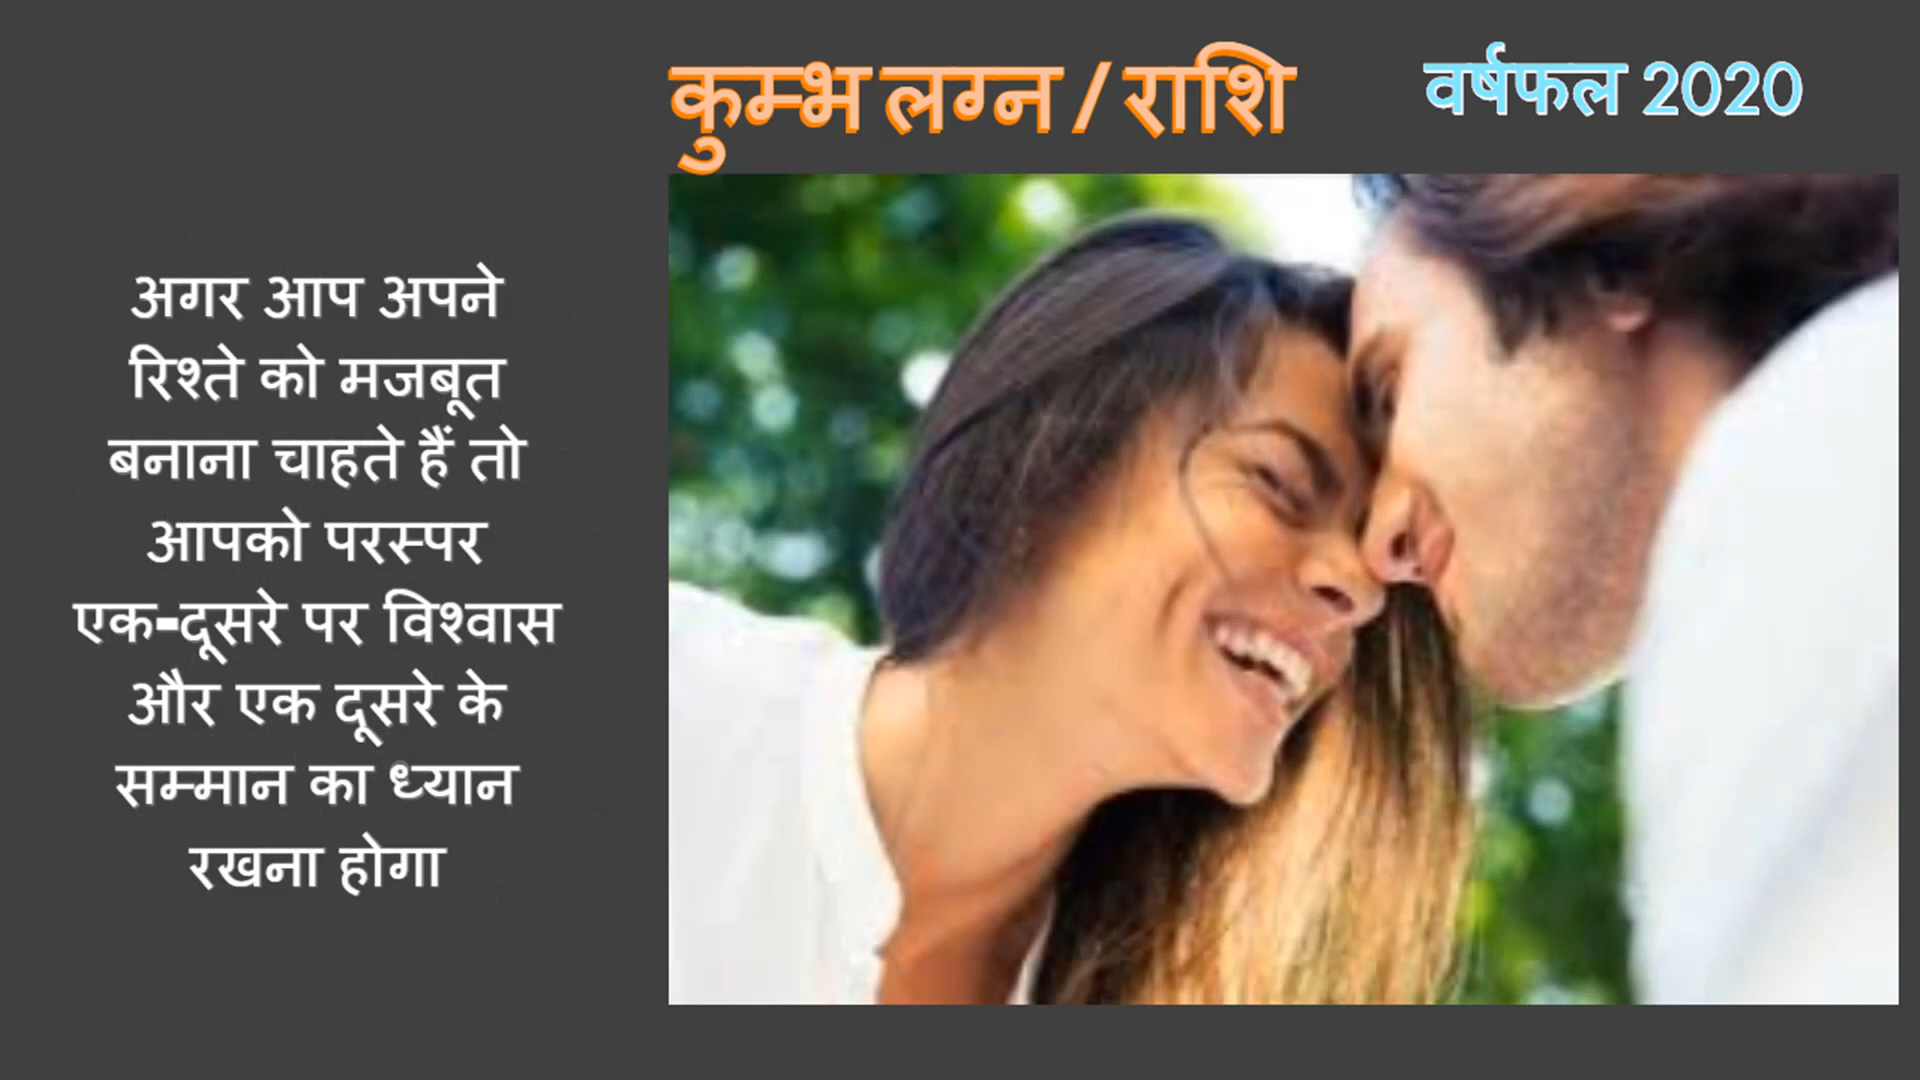 कुम्भ लग्न / राशि
वर्षफल 2020
अगर आप अपने
रिश्ते को मजबूत
बनाना चाहते हैं तो
आपको परस्पर
एक-दूसरे पर विश्वास
और एक दूसरे के
सम्मान का ध्यान
रखना होगा